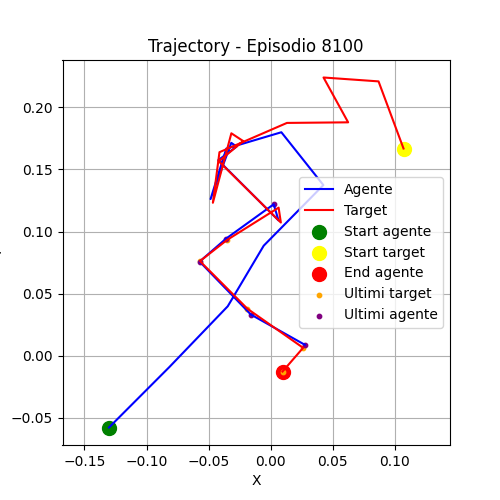 Trajectory - Episodio 8100
0.20
0.15
0.10
0.05
0.00
−0.05
−0.15
−0.10
−0.05
0.00
0.05
0.10
X
Agente
Target
Start agente
Start target
End agente
Ultimi target
Ultimi agente